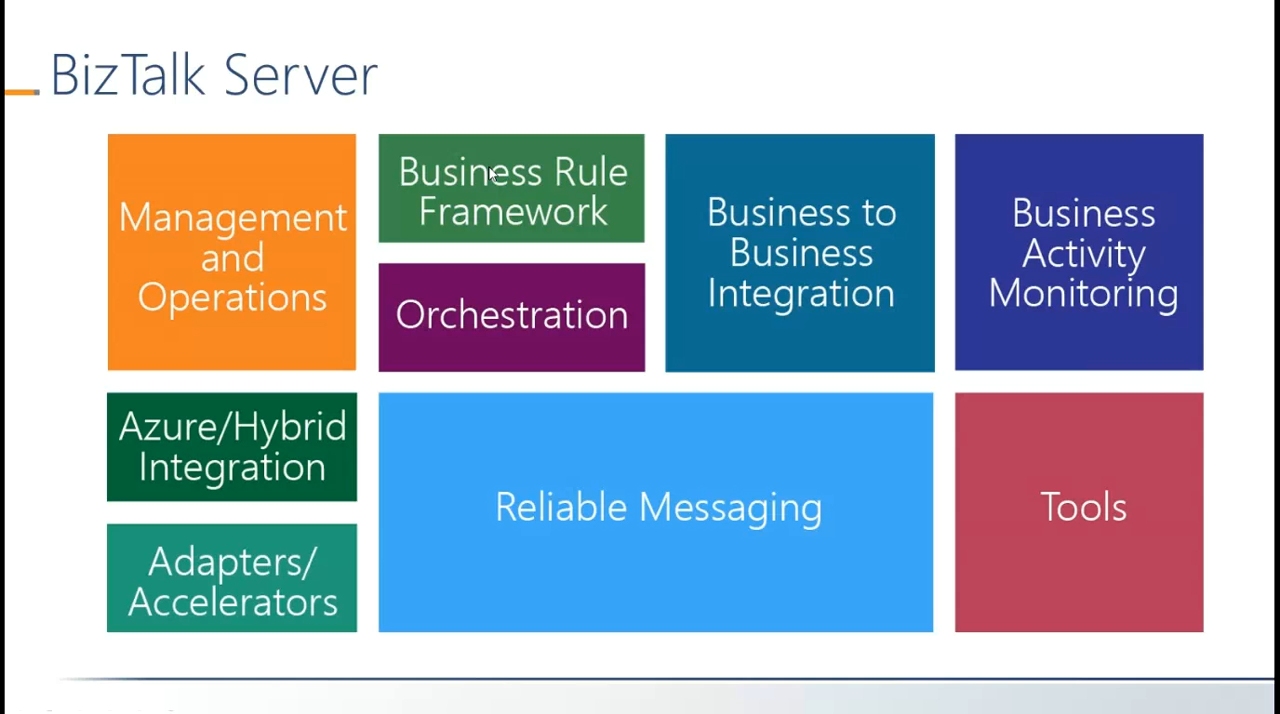 BizTalk Server
Management
and
Operations
Business Rule
Framework
Orchestration
Business to
Business
Integration
Business
Activity
Monitoring
Azure/Hybrid
Integration
Adapters/
Accelerators
Reliable Messaging
Tools